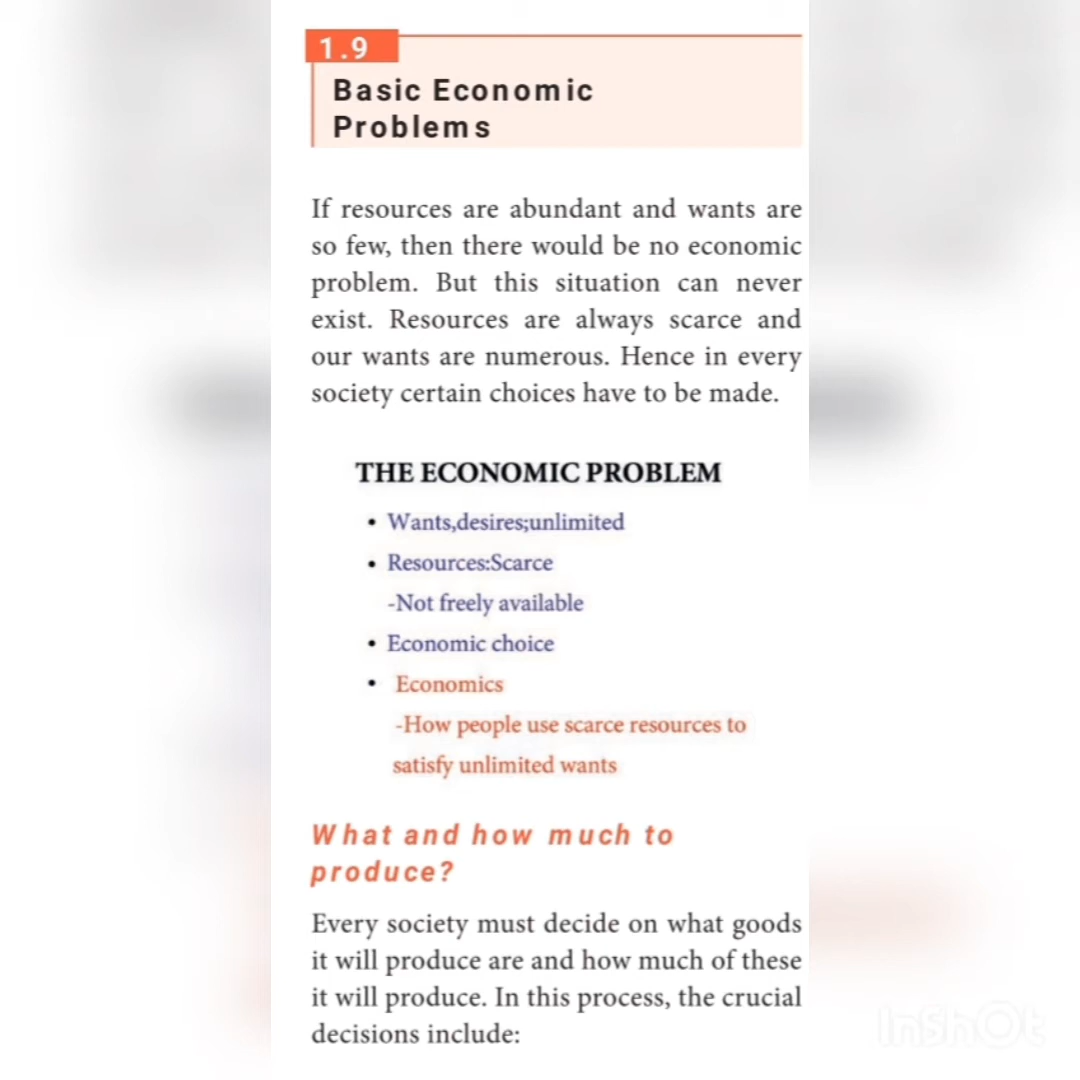 1.9
Basic Economic
Problems
If resources are abundant and wants are
so few, then there would be no economic
problem. But this situation can never
exist. Resources are always scarce and
our wants are numerous. Hence in every
society certain choices have to be made.
THE ECONOMIC PROBLEM
• Wants,desires;unlimited
• Resources:Scarce
-Not freely available
• Economic choice
• Economics
-How people use scarce resources to
satisfy unlimited wants
What and how much to
produce?
Every society must decide on what goods
it will produce are and how much of these
it will produce. In this process, the crucial
decisions include:
InShOt